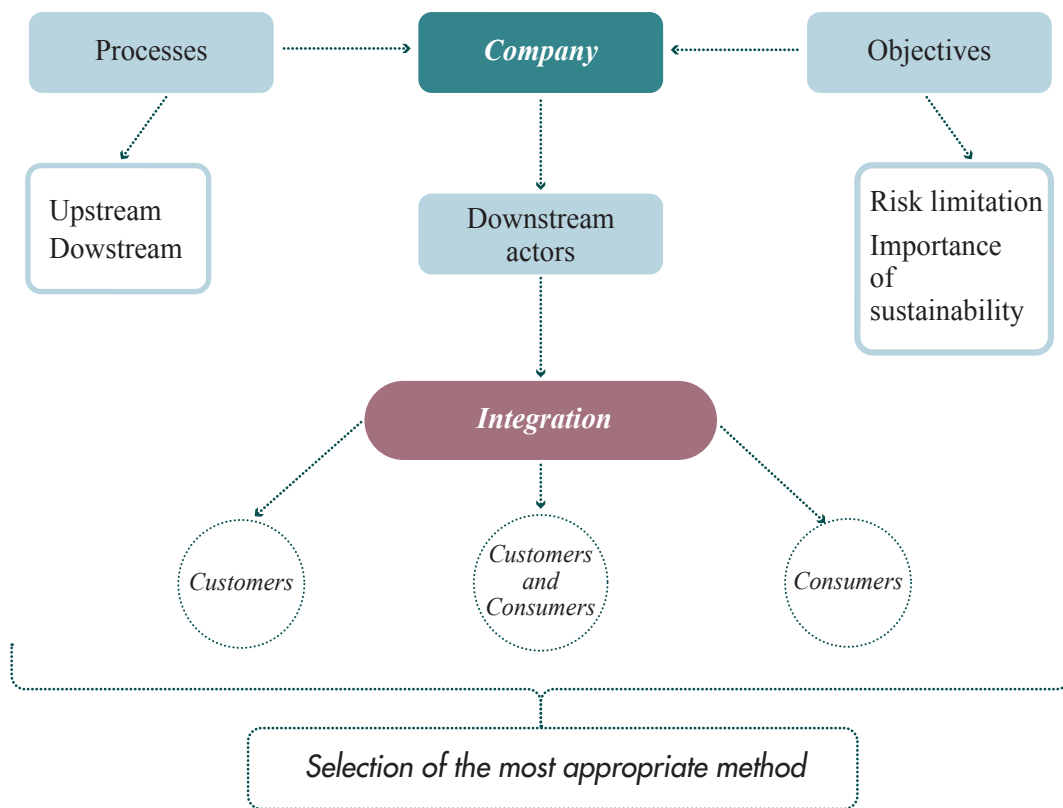 Processes
Company
Objectives
Upstream
Dowstream
Downstream
actors
Risk limitation
Importance
of
sustainability
Integration
Customers
Customers
and
Consumers
Consumers
Selection of the most appropriate method